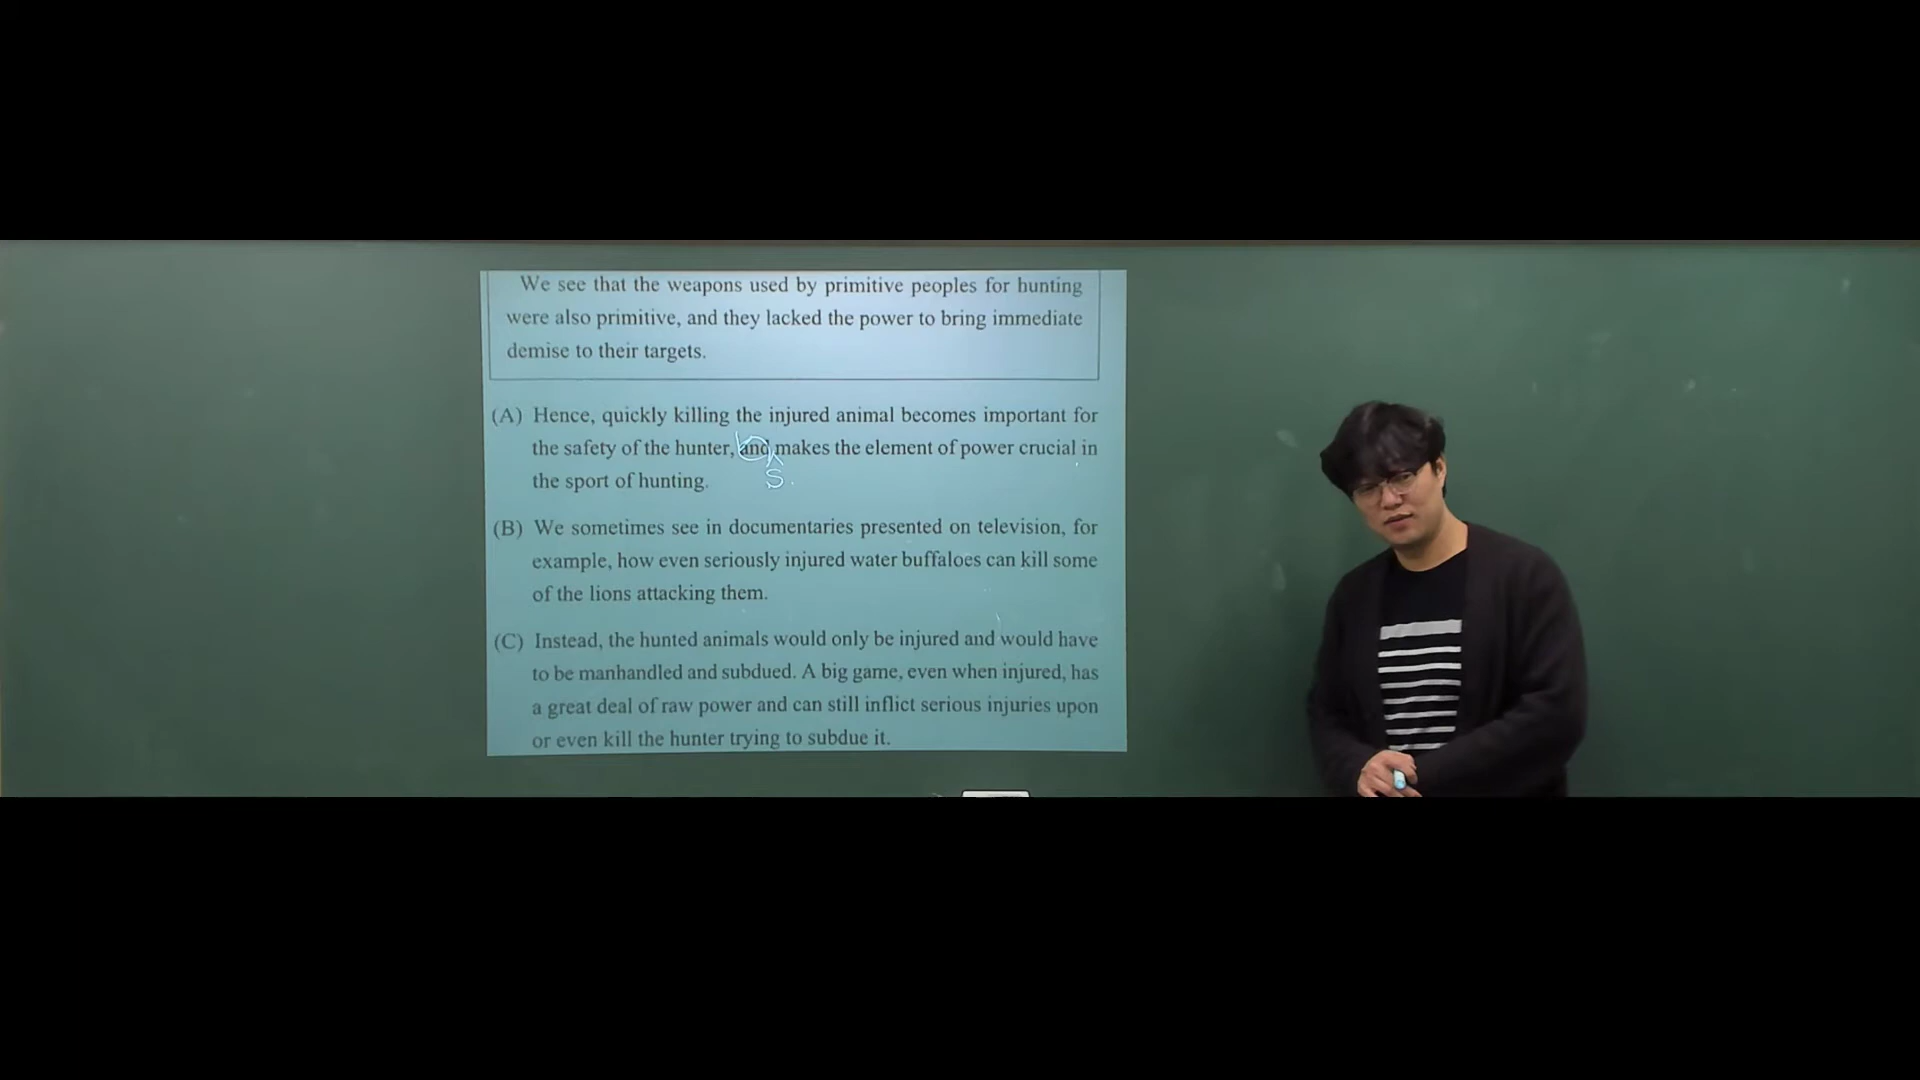 We see that the weapons used by primitive peoples for hunting
were also primitive, and they lacked the power to bring immediate
demise to their targets.
(A) Hence, quickly killing the injured animal becomes important for
the safety of the hunter, and makes the element of power crucial in
S
the sport of hunting.
(B) We sometimes see in documentaries presented on television, for
example, how even seriously injured water buffaloes can kill some
of the lions attacking them.
(C) Instead, the hunted animals would only be injured and would have
to be manhandled and subdued. A big game, even when injured, has
a great deal of raw power and can still inflict serious injuries upon
or even kill the hunter trying to subdue it.